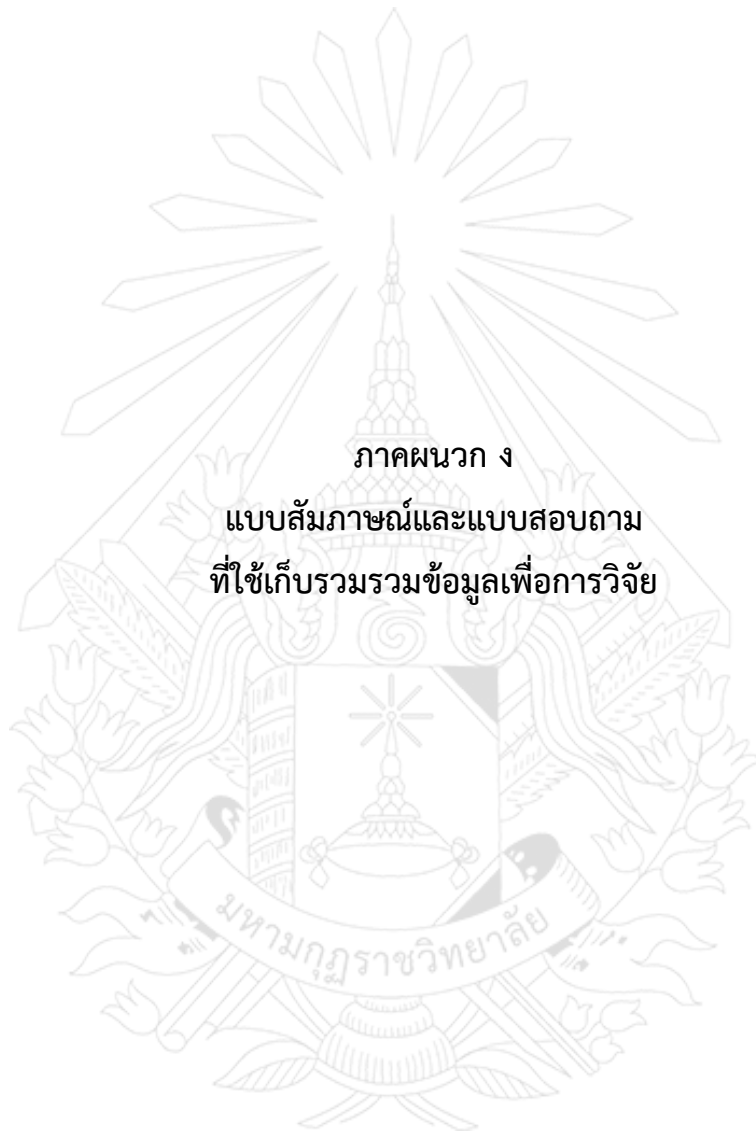 ภาคผนวก ง
แบบสัมภาษณ์และแบบสอบถาม
ที่ใช้เก็บรวมรวมข้อมูลเพื่อการวิจัย
มหามกุฏราชวิทยาลัย